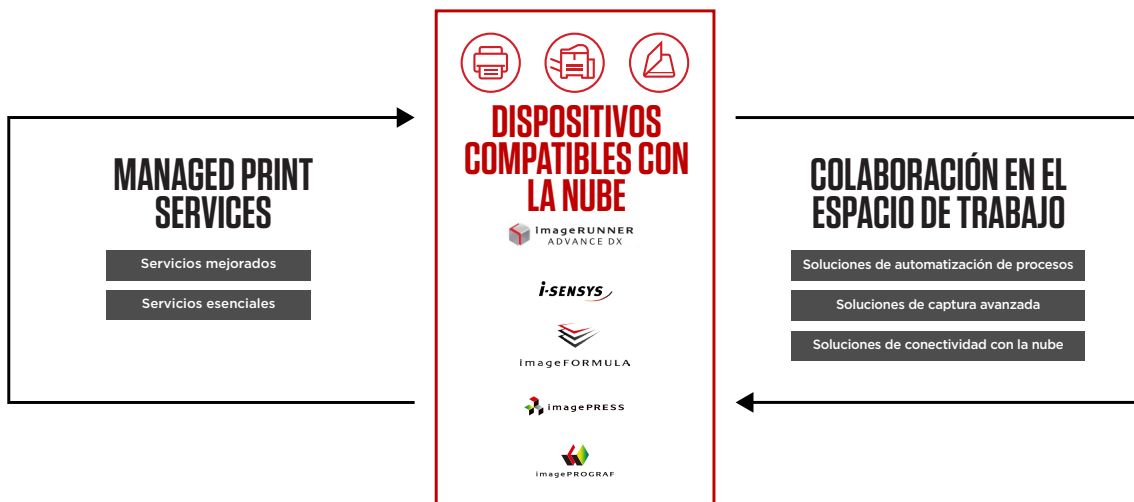 MANAGED PRINT
SERVICES
Servicios mejorados
Servicios esenciales
DISPOSITIVOS
COMPATIBLES CON
LA NUBE
imageRUNNER
ADVANCE DX
i-SENSYS
imageFORMULA
imagePRESS
imagePROGRAF
COLABORACIÓN EN EL
ESPACIO DE TRABAJO
Soluciones de automatización de procesos
Soluciones de captura avanzada
Soluciones de conectividad con la nube